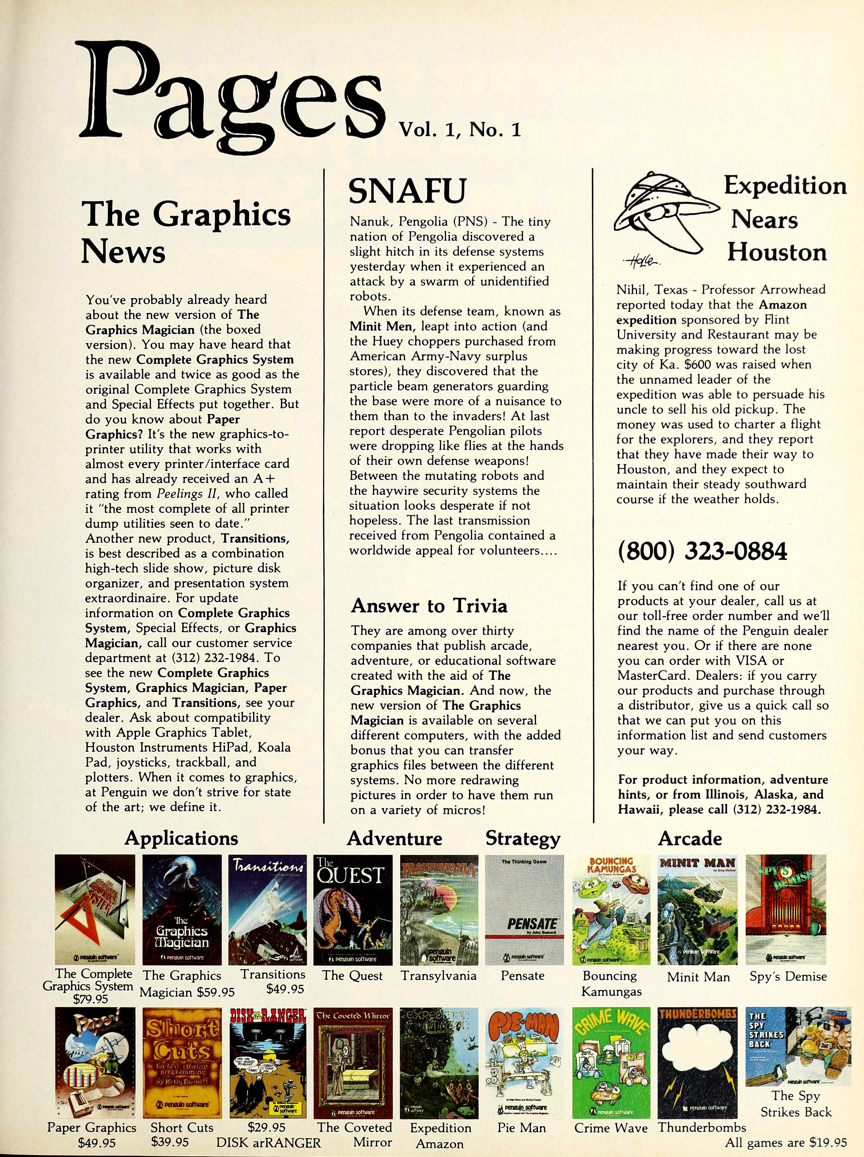 Pages
Vol. 1, No. 1
The Graphics
News
You've probably already heard
about the new version of The
Graphics Magician (the boxed
version). You may have heard that
the new Complete Graphics System
is available and twice as good as the
original Complete Graphics System
and Special Effects put together. But
do you know about Paper
Graphics? It's the new graphics-to-
printer utility that works with
almost every printer/interface card
and has already received an A+
rating from Peelings II, who called
it "the most complete of all printer
dump utilities seen to date."
Another new product, Transitions,
is best described as a combination
high-tech slide show, picture disk
organizer, and presentation system
extraordinaire. For update
information on Complete Graphics
System, Special Effects, or Graphics
Magician, call our customer service
department at (312) 232-1984. To
see the new Complete Graphics
System, Graphics Magician, Paper
Graphics, and Transitions, see your
dealer. Ask about compatibility
with Apple Graphics Tablet,
Houston Instruments HiPad, Koala
Pad, joysticks, trackball, and
plotters. When it comes to graphics,
at Penguin we don't strive for state
of the art; we define it.
SNAFU
Nanuk, Pengolia (PNS) - The tiny
nation of Pengolia discovered a
slight hitch in its defense systems
yesterday when it experienced an
attack by a swarm of unidentified
robots.
When its defense team, known as
Minit Men, leapt into action (and
the Huey choppers purchased from
American Army-Navy surplus
stores), they discovered that the
particle beam generators guarding
the base were more of a nuisance to
them than to the invaders! At last
report desperate Pengolian pilots
were dropping like flies at the hands
of their own defense weapons!
Between the mutating robots and
the haywire security systems the
situation looks desperate if not
hopeless. The last transmission
received from Pengolia contained a
worldwide appeal for volunteers....
Answer to Trivia
They are among over thirty
companies that publish arcade,
adventure, or educational software
created with the aid of The
Graphics Magician. And now, the
new version of The Graphics
Magician is available on several
different computers, with the added
bonus that you can transfer
graphics files between the different
systems. No more redrawing
pictures in order to have them run
on a variety of micros!
Expedition
Nears
Houston
Nihil, Texas - Professor Arrowhead
reported today that the Amazon
expedition sponsored by Flint
University and Restaurant may be
making progress toward the lost
city of Ka. $600 was raised when
the unnamed leader of the
expedition was able to persuade his
uncle to sell his old pickup. The
money was used to charter a flight
for the explorers, and they report
that they have made their way to
Houston, and they expect to
maintain their steady southward
course if the weather holds.
(800) 323-0884
If you can't find one of our
products at your dealer, call us at
our toll-free order number and we'll
find the name of the Penguin dealer
nearest you. Or if there are none
you can order with VISA or
MasterCard. Dealers: if you carry
our products and purchase through
a distributor, give us a quick call so
that we can put you on this
information list and send customers
your way.
For product information, adventure
hints, or from Illinois, Alaska, and
Hawaii, please call (312) 232-1984.
Applications
Adventure
Strategy
Arcade
The
Graphics
Magician
penguin software
Transitions
The
QUEST
penguin software
TRANSYLVANIA
penguin
software
The Thinking Game
PENSATE
penguin software
BOUNCING
KAMUNGAS
penguin software
MINIT MAN
penguin software
SPY'S
DEMISE
The Complete
Graphics System
$79.95
The Graphics
Magician $59.95
Transitions
$49.95
The Quest
Transylvania
Pensate
Bouncing
Kamungas
Minit Man
Spy's Demise
Paper
Graphics
Short
Cuts
penguin software
DISK arRANGER
penguin
software
The Coveted Mirror
penguin software
EXPEDITION
AMAZON
PIE-MAN
penguin software
CRIME WAVE
penguin software
THUNDERBOMBS
penguin software
THE
SPY
STRIKES
BACK
penguin software
Paper Graphics
$49.95
Short Cuts
$39.95
$29.95
DISK arRANGER
The Coveted
Mirror
Expedition
Amazon
Pie Man
Crime Wave
Thunderbombs
The Spy
Strikes Back
All games are $19.95